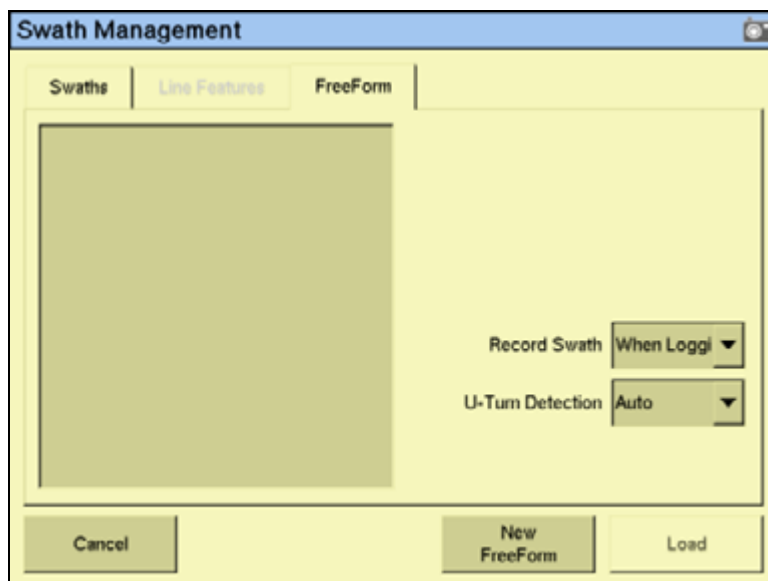 Swath Management
Swaths
Line Features
FreeForm
Record Swath
When Loggi
U-Turn Detection
Auto
Cancel
New
FreeForm
Load